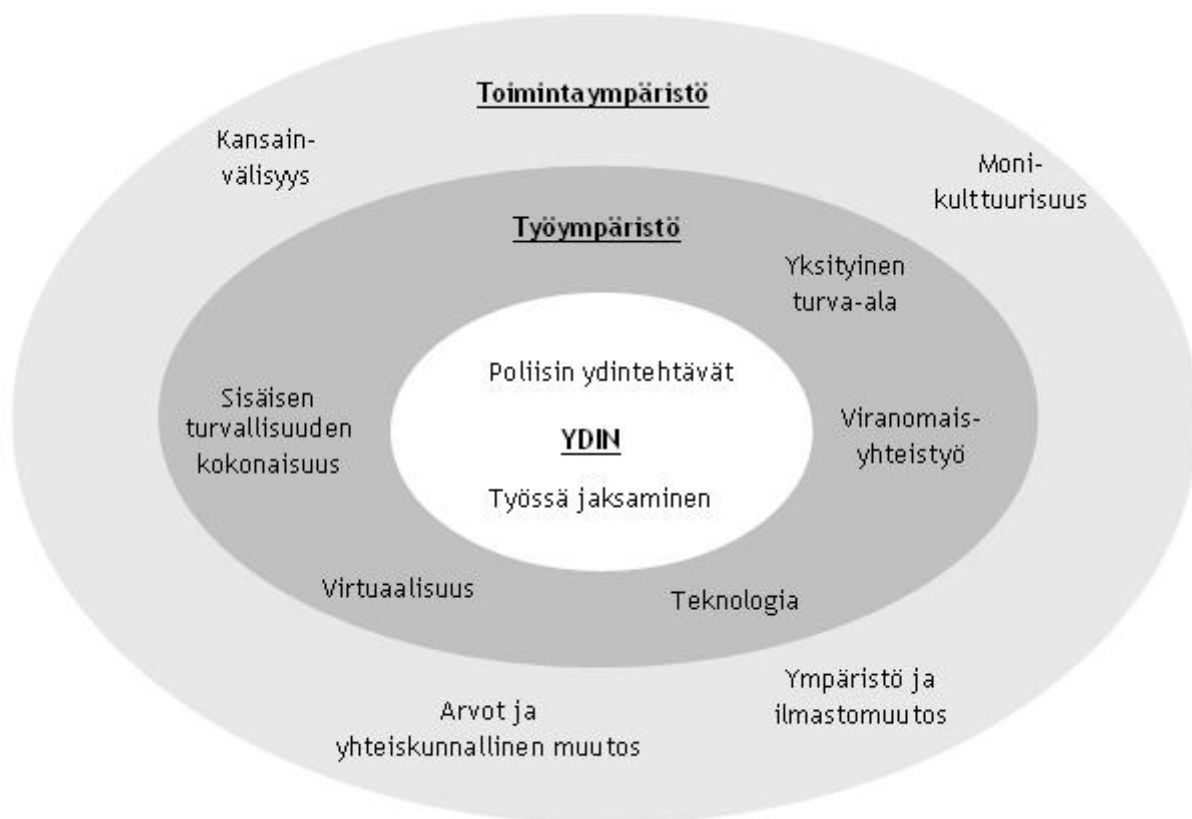 Toimintaympäristö
Kansain-
välisyys
Moni-
kulttuurisuus
Työympäristö
Yksityinen
turva-ala
Poliisin ydintehtävät
Sisäisen
turvallisuuden
kokonaisuus
YDIN
Viranomais-
yhteistyö
Työssä jaksaminen
Virtuaalisuus
Teknologia
Ympäristö ja
ilmastomuutos
Arvot ja
yhteiskunnallinen muutos